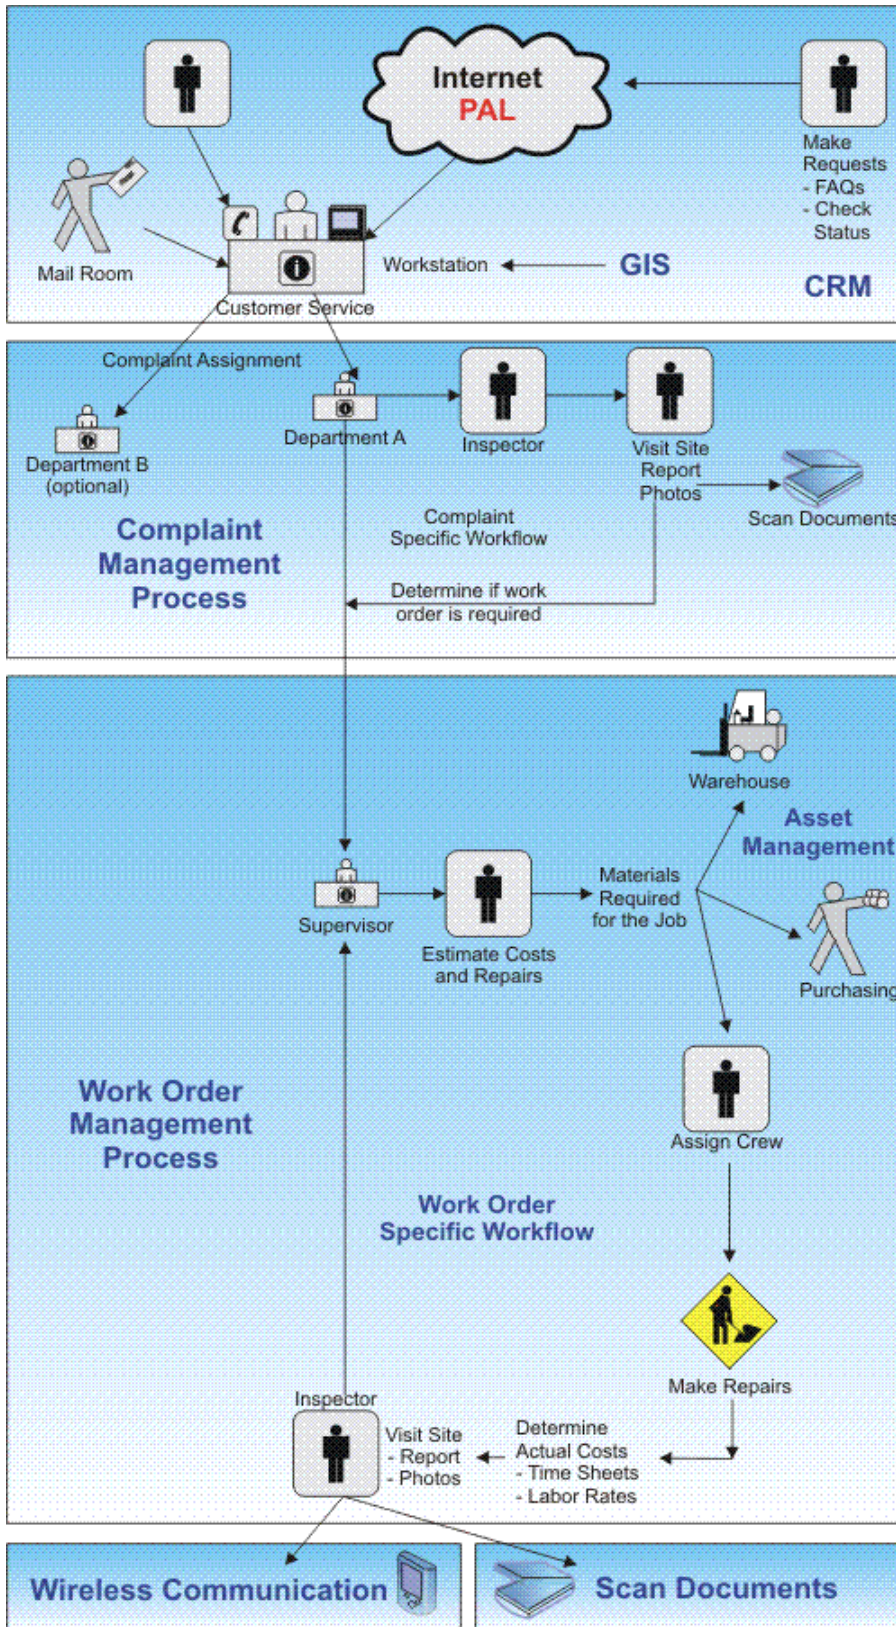 Internet
PAL
Make
Requests
- FAQs
- Check
Status
Mail Room
Workstation
GIS
CRM
Customer Service
Complaint Assignment
Department A
Inspector
Visit Site
Report
Photos
Department B
(optional)
Scan Documents
Complaint
Specific Workflow
Complaint
Management
Process
Determine if work
order is required
Warehouse
Asset
Management
Materials
Required
for the Job
Supervisor
Estimate Costs
and Repairs
Purchasing
Assign Crew
Work Order
Management
Process
Work Order
Specific Workflow
Make Repairs
Inspector
Visit Site
- Report
- Photos
Determine
Actual Costs
- Time Sheets
- Labor Rates
Wireless Communication
Scan Documents